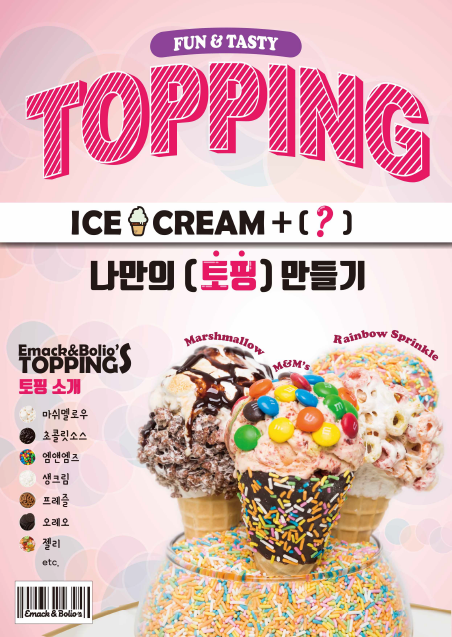 FUN & TASTY
TOPPING
ICE CREAM + ( ? )
나만의 (토핑) 만들기
Marshmallow
M&M's
Rainbow Sprinkle
Emack&Bolio's
TOPPINGS
토핑 소개
마쉬멜로우
초콜릿소스
엠앤엠즈
생크림
프레즐
오레오
젤리
etc,
Emack & Bolio's